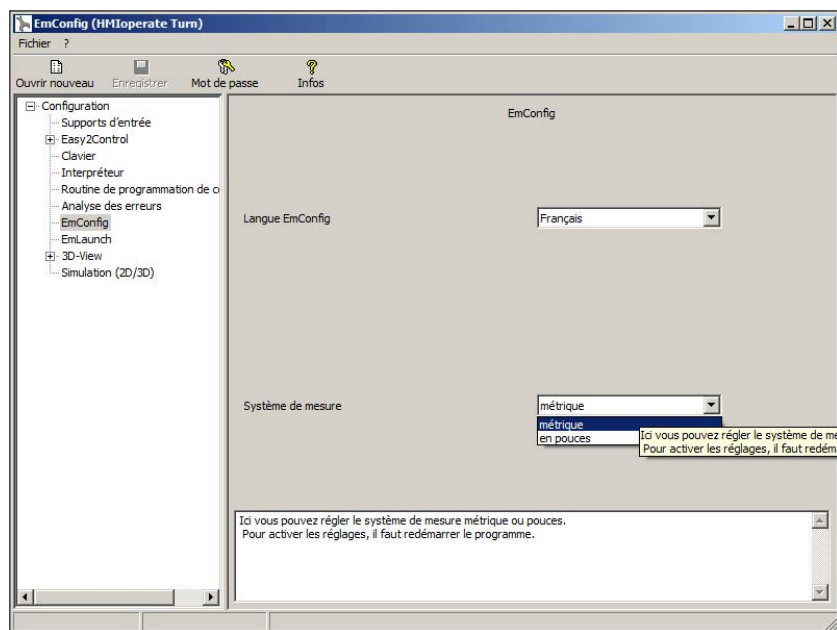 EmConfig (HMIoperate Turn)
Fichier ?
Ouvrir nouveau Enregistrer Mot de passe Infos
Configuration
Supports d'entrée
Easy2Control
Clavier
Interpréteur
Routine de programmation de c
Analyse des erreurs
EmConfig
EmLaunch
3D-View
Simulation (2D/3D)
EmConfig
Langue EmConfig Français
Système de mesure métrique
métrique
en pouces
Ici vous pouvez régler le système de me
Pour activer les réglages, il faut redéma
Ici vous pouvez régler le système de mesure métrique ou pouces.
Pour activer les réglages, il faut redémarrer le programme.